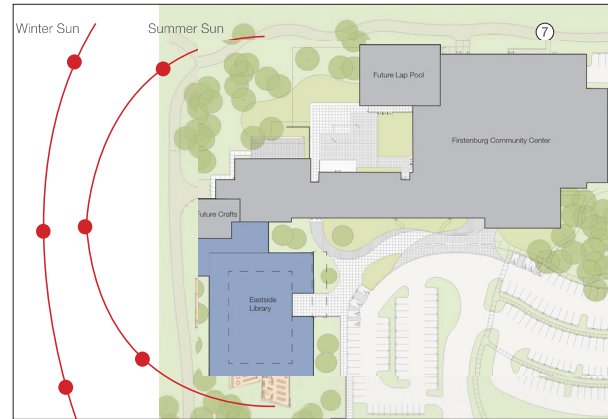 Winter Sun
Summer Sun
7
Future Lap Pool
Firstenburg Community Center
Future Crafts
Eastside
Library